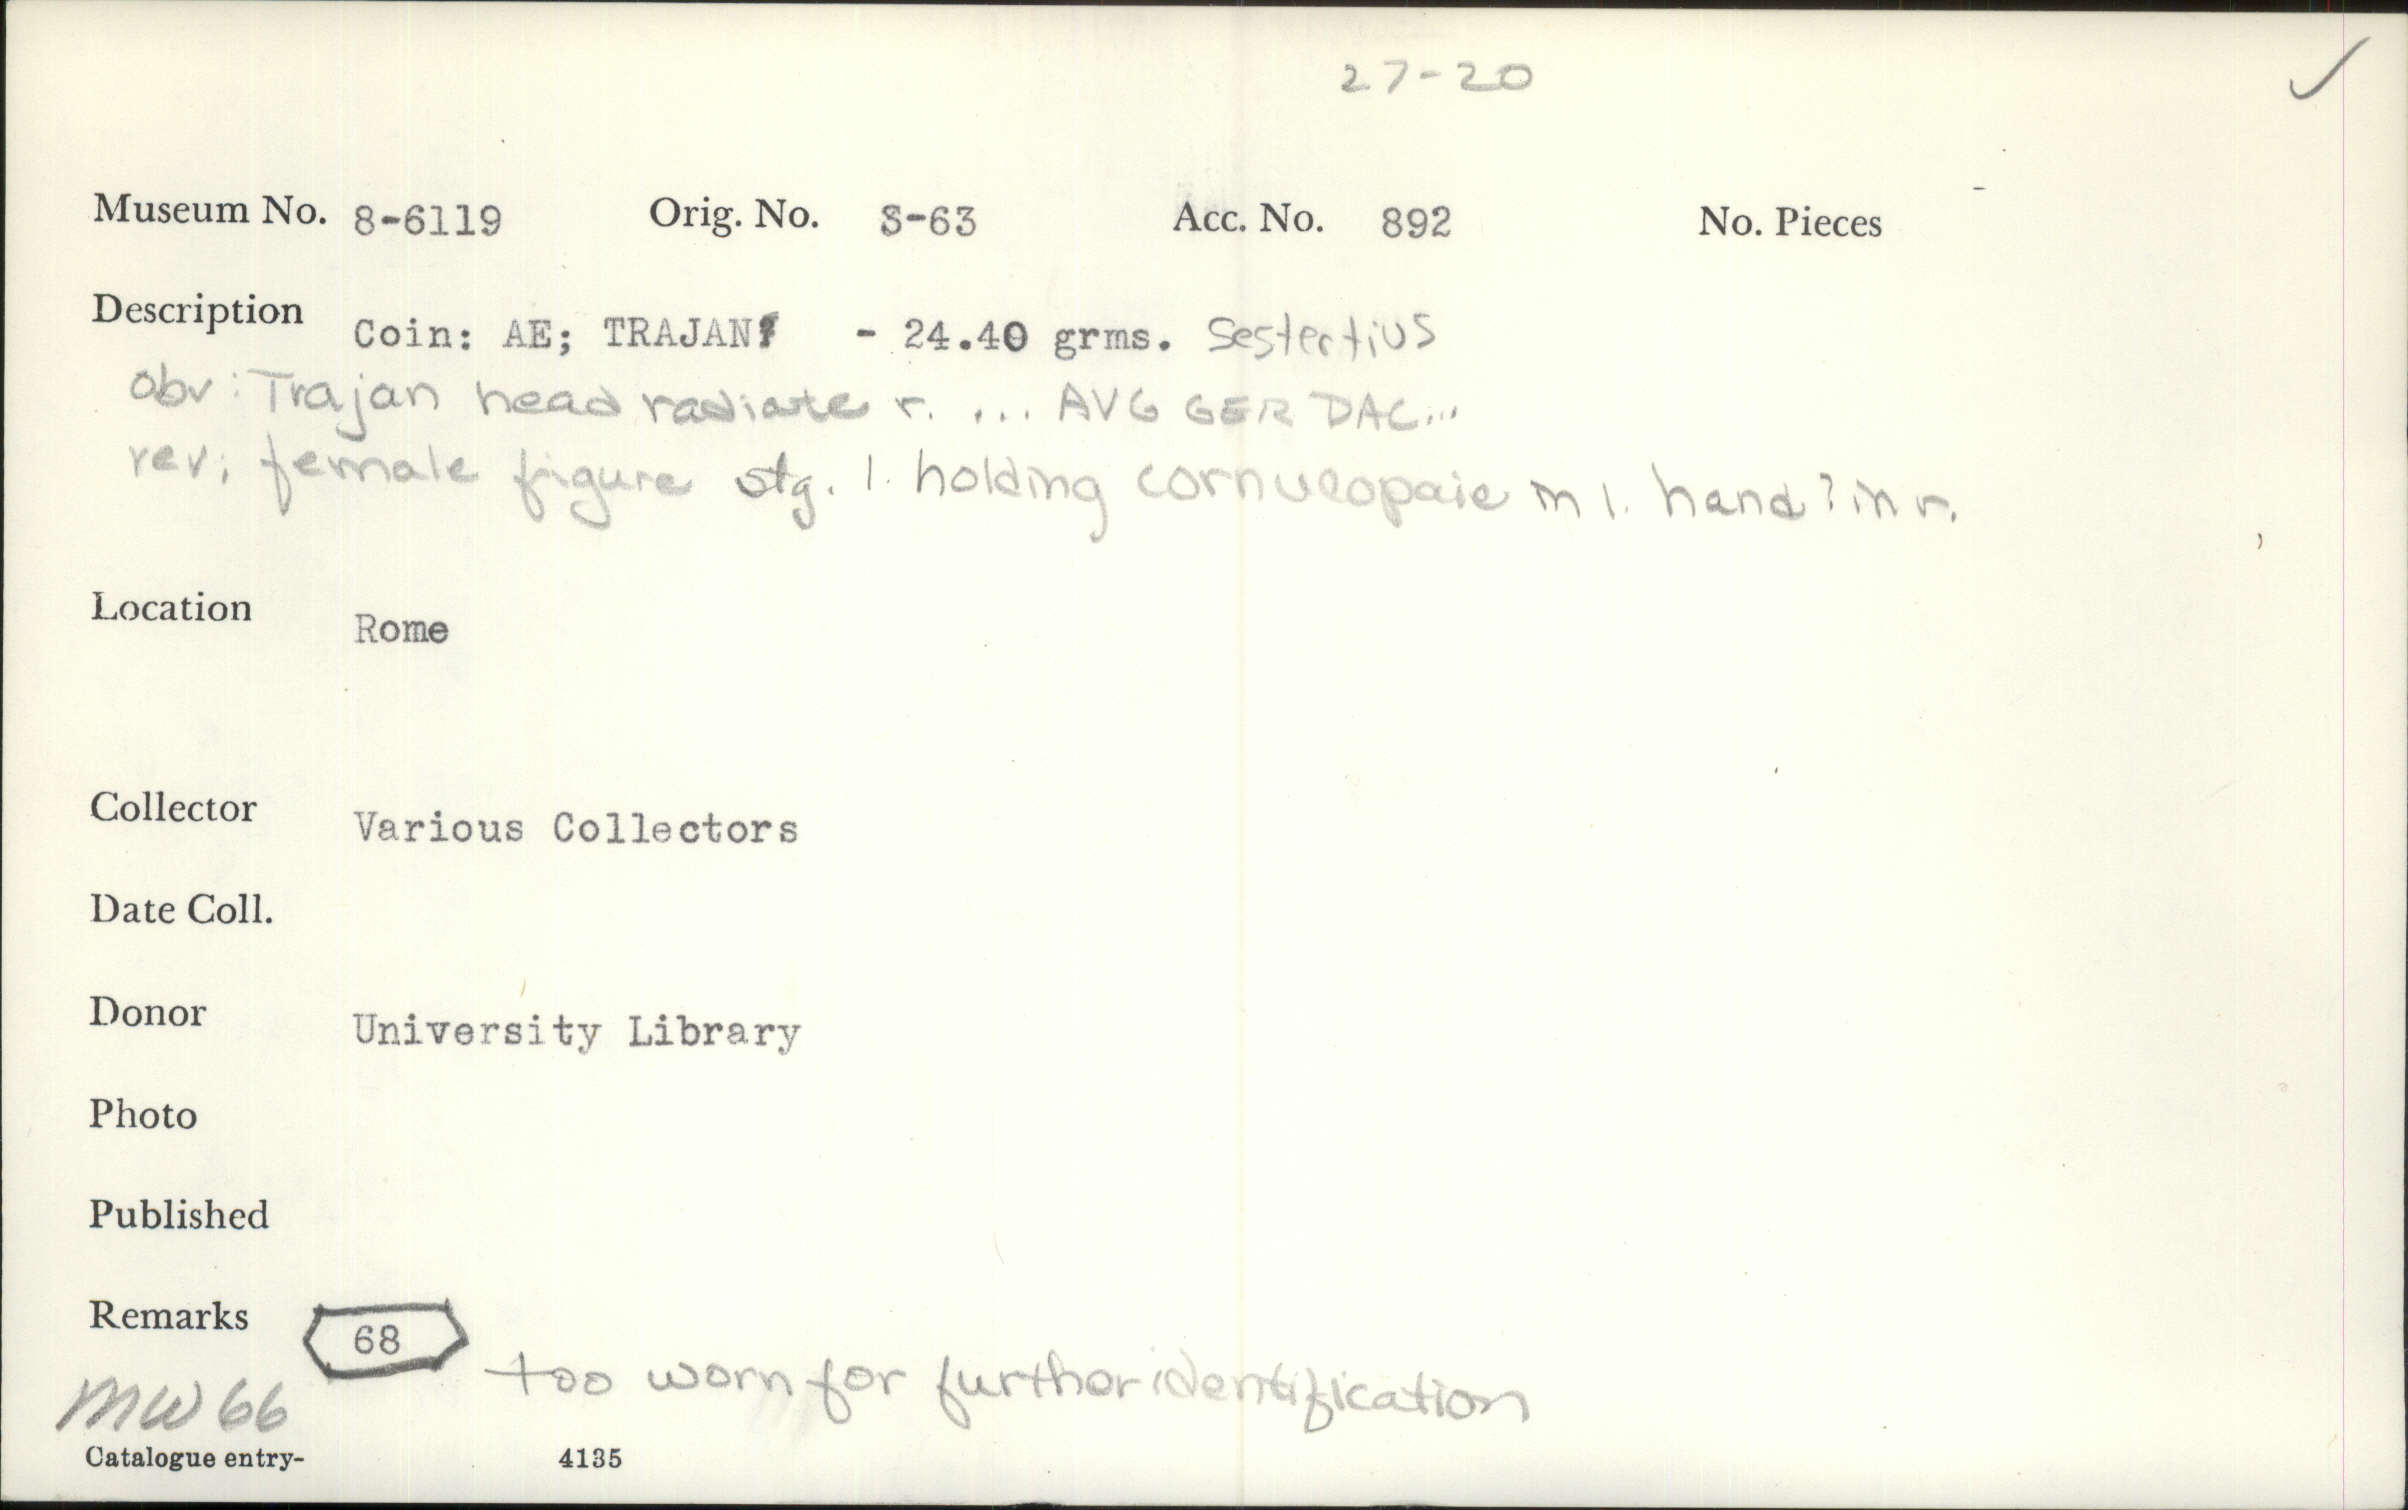 27-20
Museum No. 8-6119 Orig. No. S-63 Acc. No. 892 No. Pieces
Description Coin: AE; TRAJAN - 24.40 grms. Sestertius
obv: Trajan head radiate r. ... AVG GER DAC...
rev: female figure stg. l. holding cornucopaie in l. hand ? in r.
Location Rome
Collector Various Collectors
Date Coll.
Donor University Library
Photo
Published
Remarks 68 too worn for further identification
MW 66
Catalogue entry- 4135